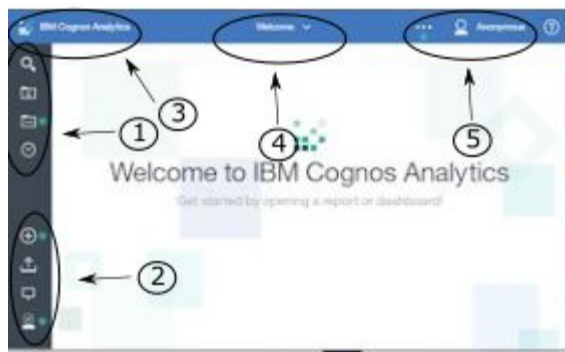 IBM Cognos Analytics
Welcome
Anonymous
?
3
4
5
1
Welcome to IBM Cognos Analytics
Get started by opening a report or dashboard!
2